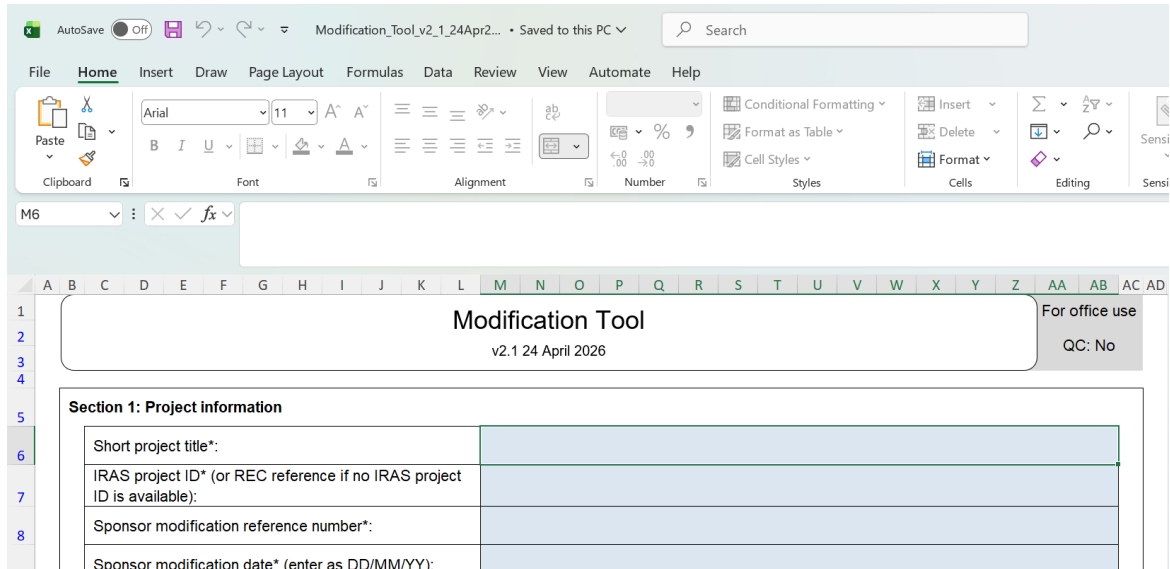 AutoSave Off Modification_Tool_v2_1_24Apr2... • Saved to this PC Search
File Home Insert Draw Page Layout Formulas Data Review View Automate Help
Arial 11 Conditional Formatting Insert
Paste Format as Table Delete
B I U Cell Styles Format
Clipboard Font Alignment Number Styles Cells Editing
M6 fx
A B C D E F G H I J K L M N O P Q R S T U V W X Y Z AA AB AC AD
1 Modification Tool For office use
2 v2.1 24 April 2026 QC: No
3
4
5 Section 1: Project information
6 Short project title*:
IRAS project ID* (or REC reference if no IRAS project
7 ID is available):
8 Sponsor modification reference number*:
Sponsor modification date* (enter as DD/MM/YY):